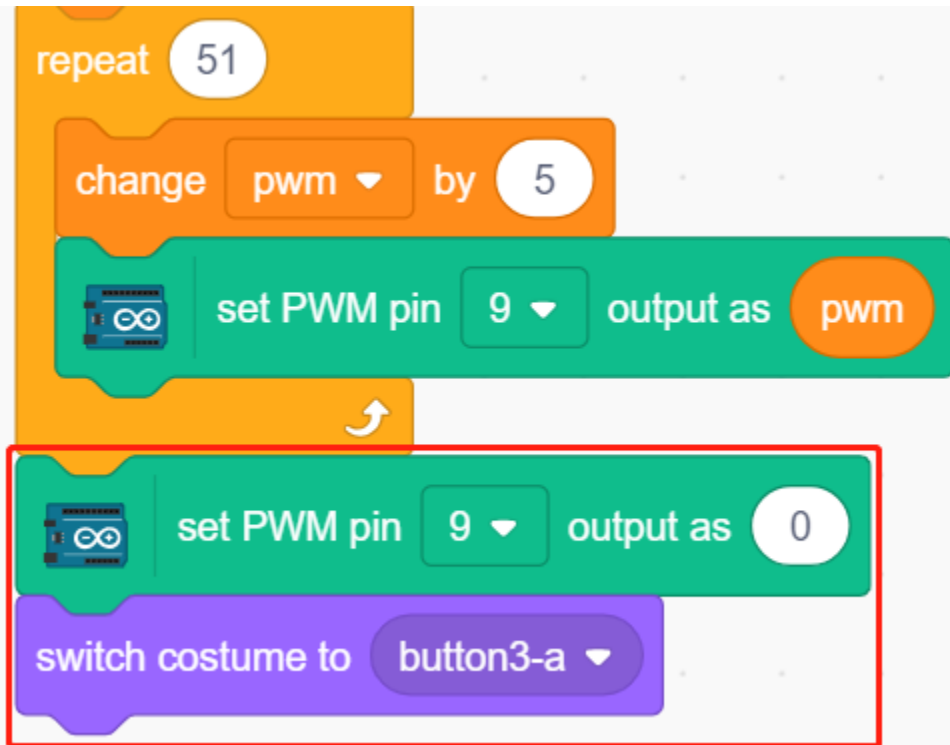 repeat 51
change pwm by 5
set PWM pin 9 output as pwm
set PWM pin 9 output as 0
switch costume to button3-a